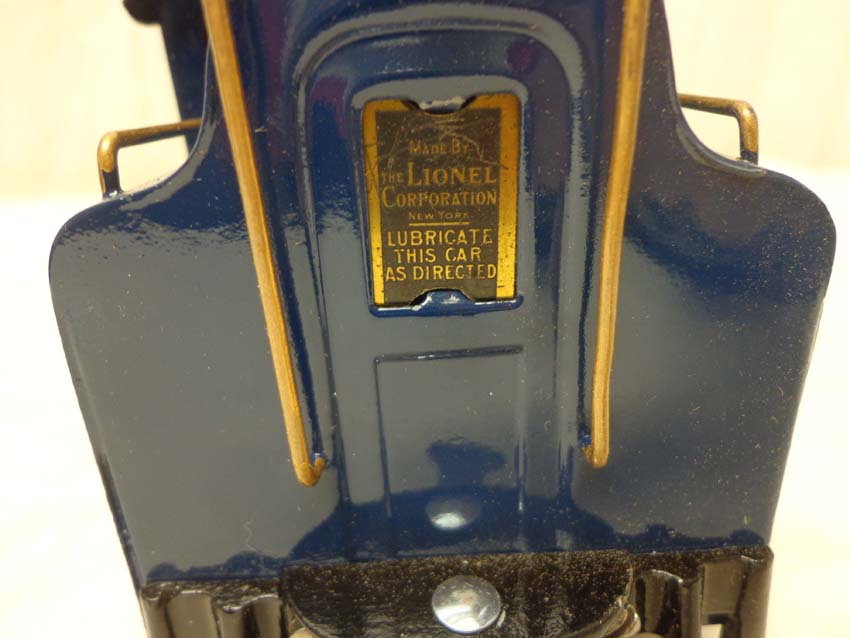 MADE BY
THE LIONEL
CORPORATION
NEW YORK
LUBRICATE
THIS CAR
AS DIRECTED